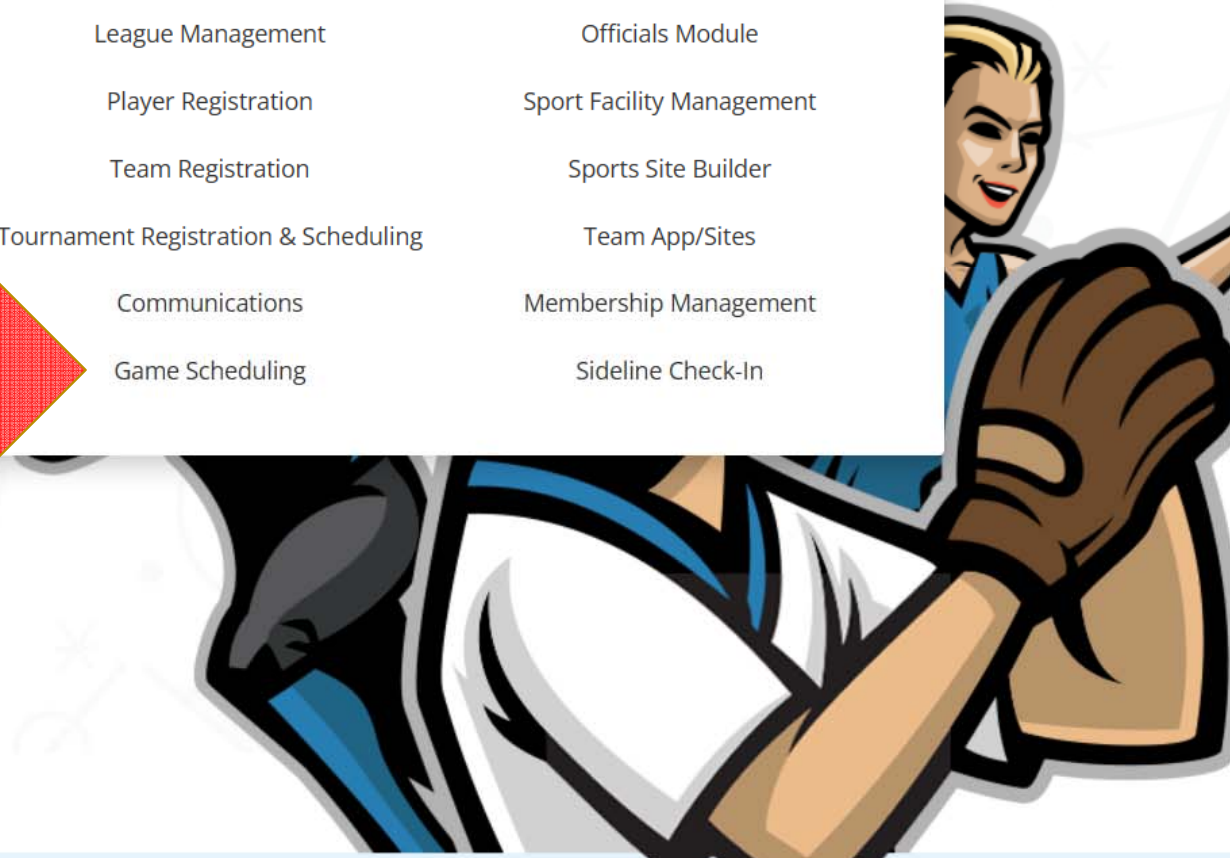 League Management
Officials Module
Player Registration
Sport Facility Management
Team Registration
Sports Site Builder
Tournament Registration & Scheduling
Team App/Sites
Communications
Membership Management
Game Scheduling
Sideline Check-In